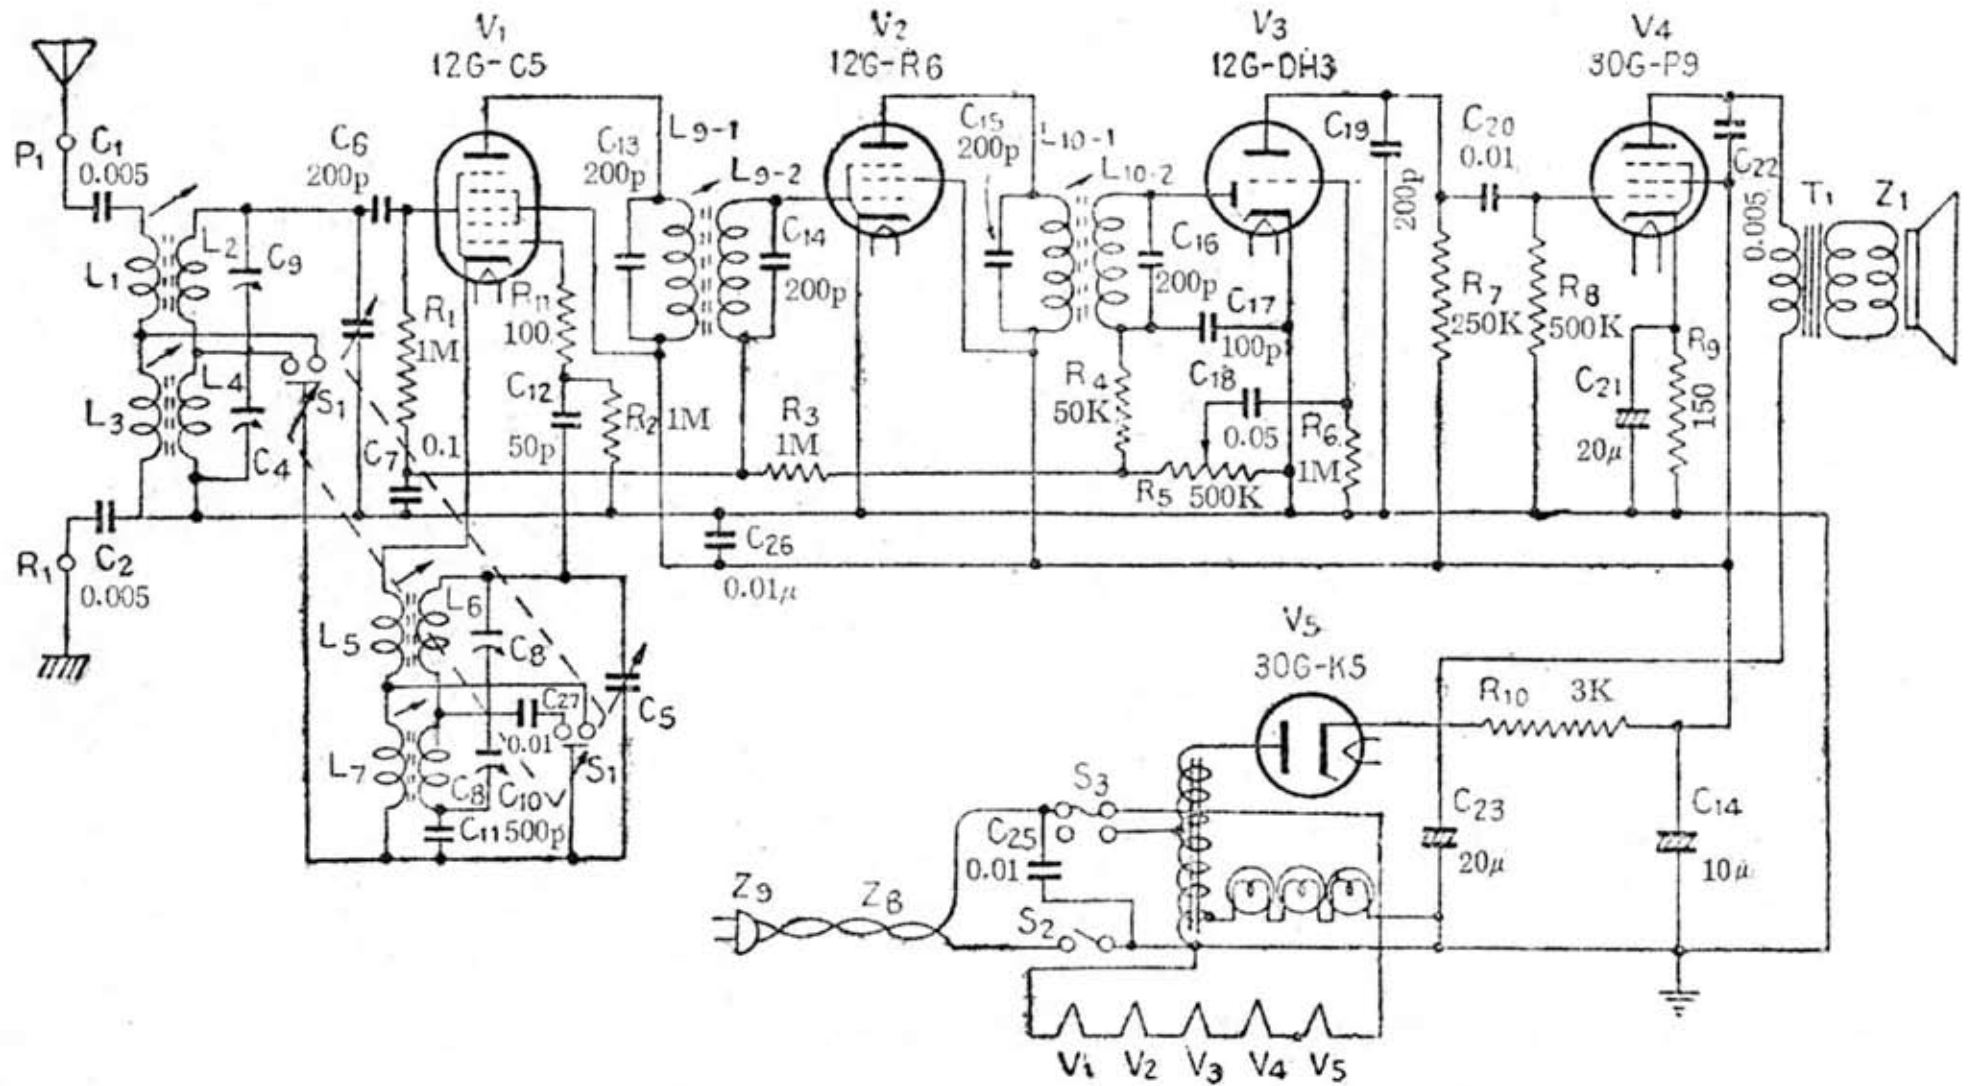 V1
12G-C5
V2
12G-R6
V3
12G-DH3
V4
30G-P9
P1
C1
0.005
C6
200p
C13
200p
L9-1
L9-2
C15
200p
L10-1
L10-2
C19
200p
C20
0.01
C22
0.005
T1
Z1
L1
L2
C9
R1
1M
R11
100
C14
200p
C16
200p
C17
100p
R7
250K
R8
500K
R9
150
L3
L4
C4
S1
C7
0.1
C12
50p
R2
1M
R3
1M
R4
50K
C18
0.05
R6
1M
R5
500K
C21
20μ
R1
C2
0.005
C26
0.01μ
L5
L6
C8
C27
0.01
C5
S1
L7
C8
C10
C11
500p
V5
30G-K5
R10
3K
S3
C25
0.01
C23
20μ
C14
10μ
Z9
Z8
S2
V1
V2
V3
V4
V5